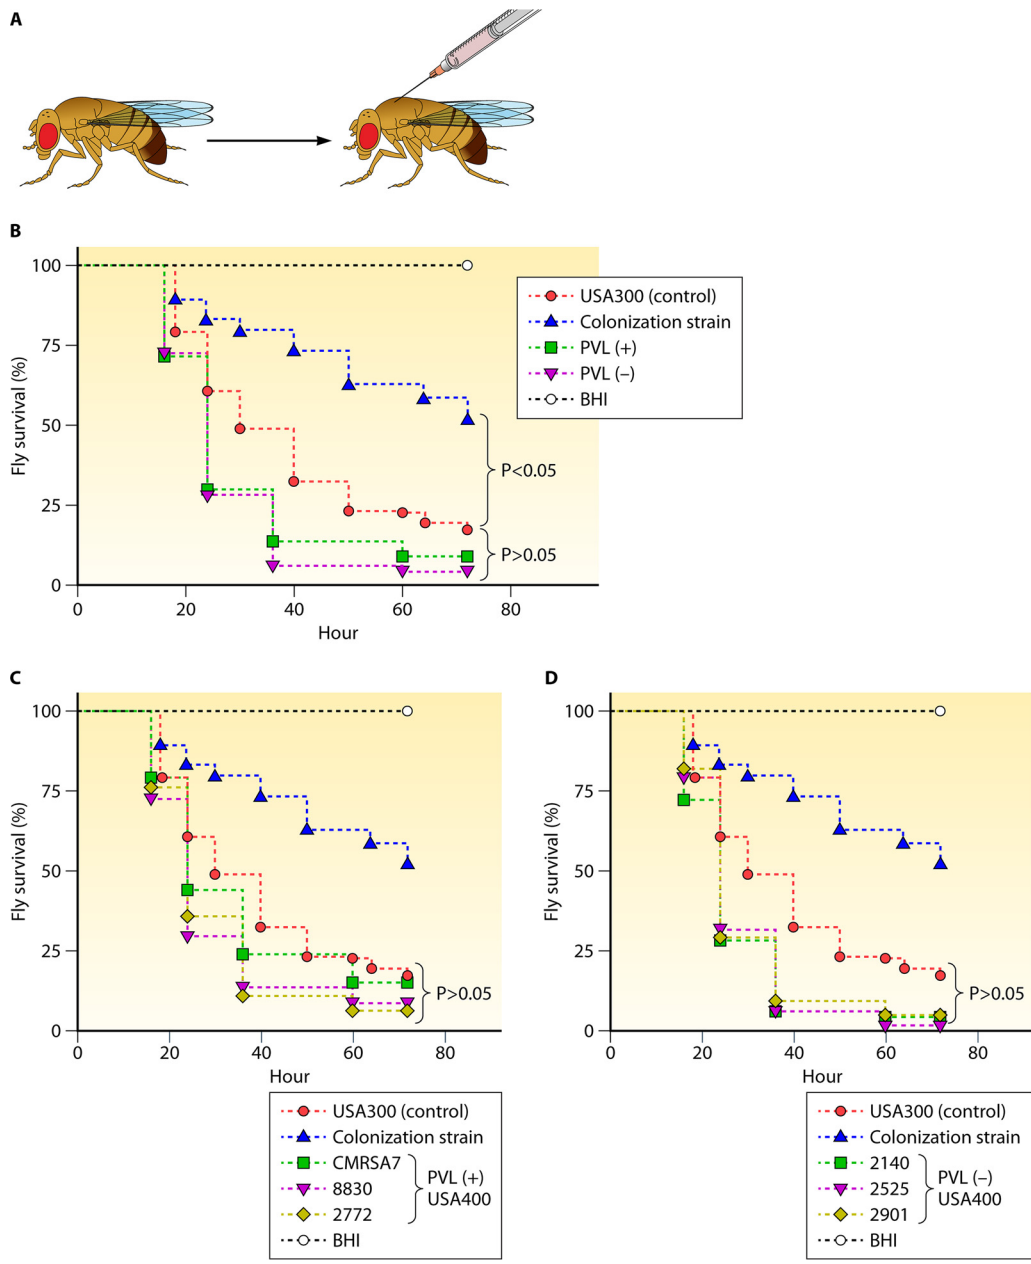 A
B
100
75
50
25
0
Fly survival (%)
0 20 40 60 80
Hour
USA300 (control)
Colonization strain
PVL (+)
PVL (–)
BHI
P<0.05
P>0.05
C
100
75
50
25
0
Fly survival (%)
0 20 40 60 80
Hour
P>0.05
USA300 (control)
Colonization strain
CMRSA7
8830
2772
PVL (+)
USA400
BHI
D
100
75
50
25
0
Fly survival (%)
0 20 40 60 80
Hour
P>0.05
USA300 (control)
Colonization strain
2140
2525
2901
PVL (–)
USA400
BHI